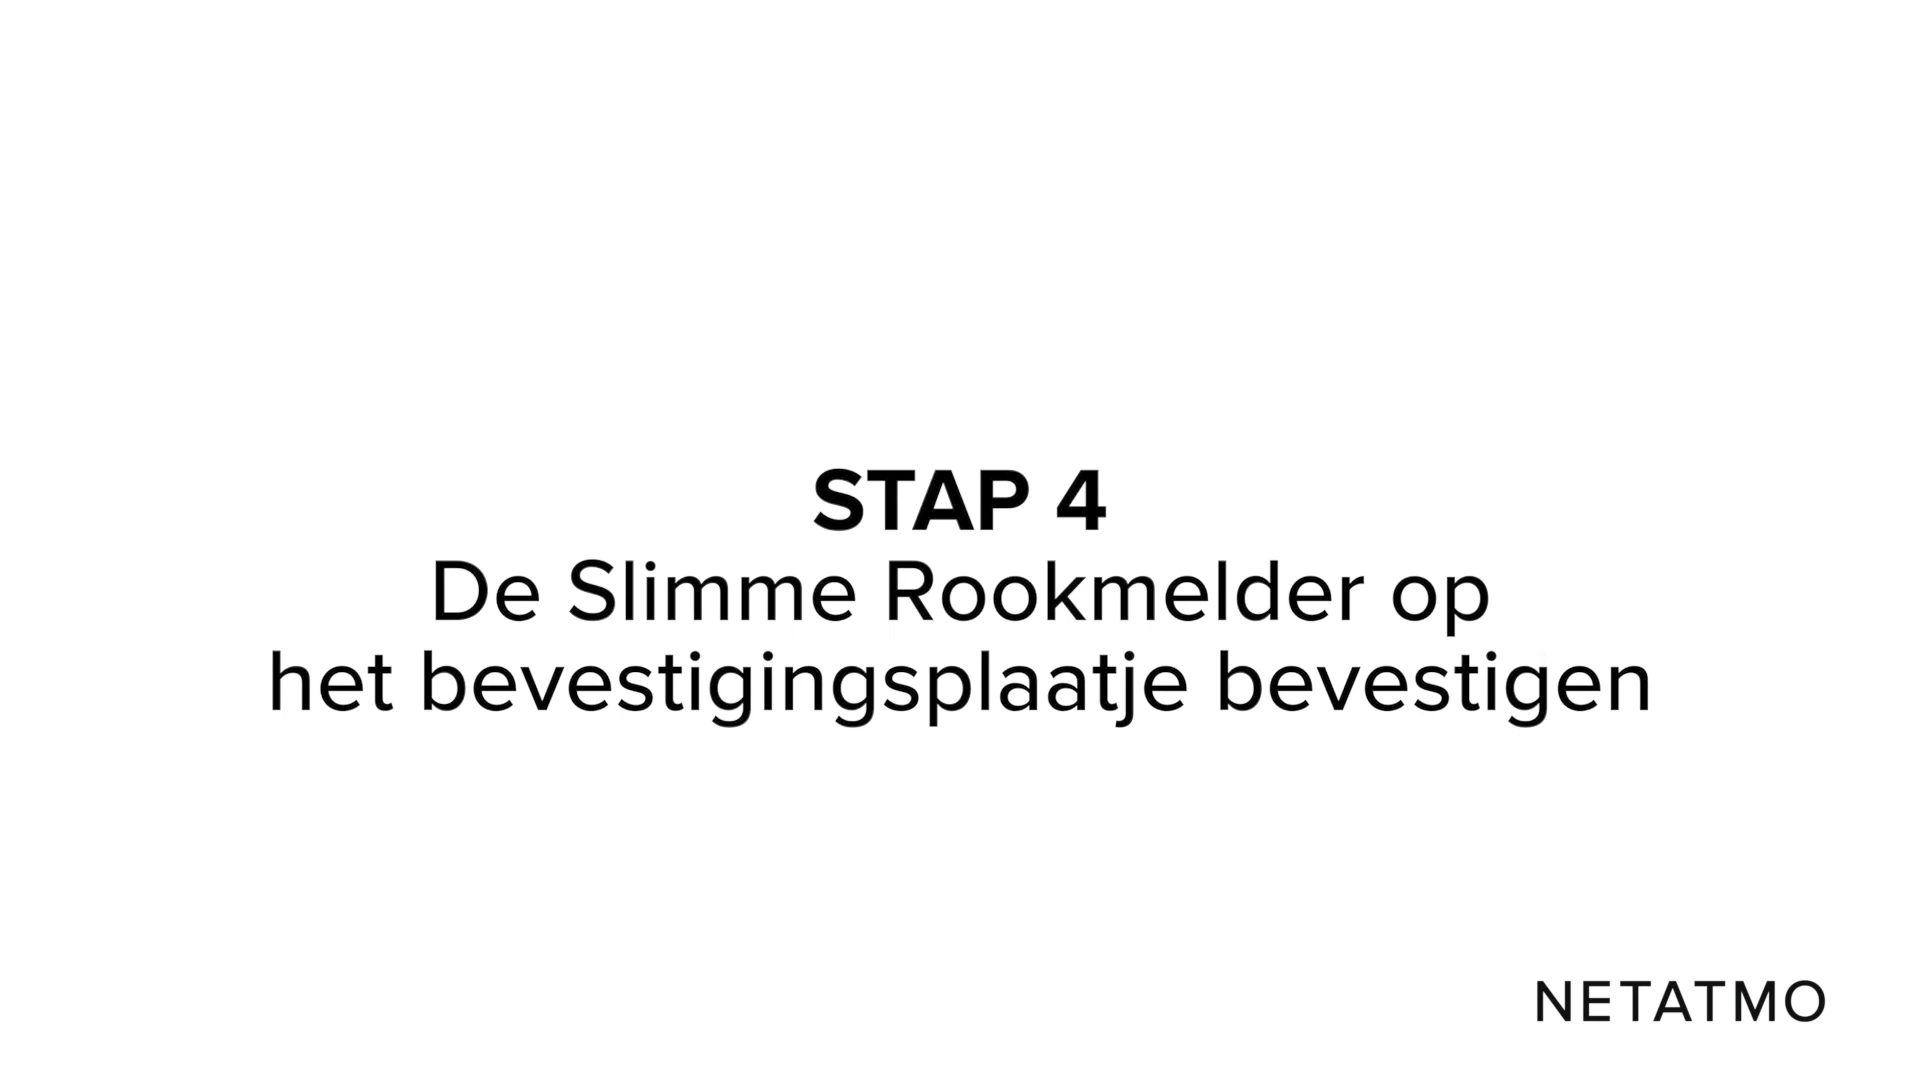 STAP 4
De Slimme Rookmelder op
het bevestigingsplaatje bevestigen
NETATMO